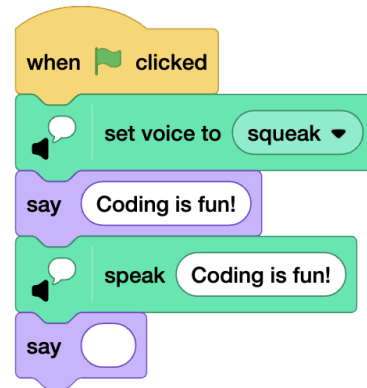 when clicked
set voice to squeak
say Coding is fun!
speak Coding is fun!
say